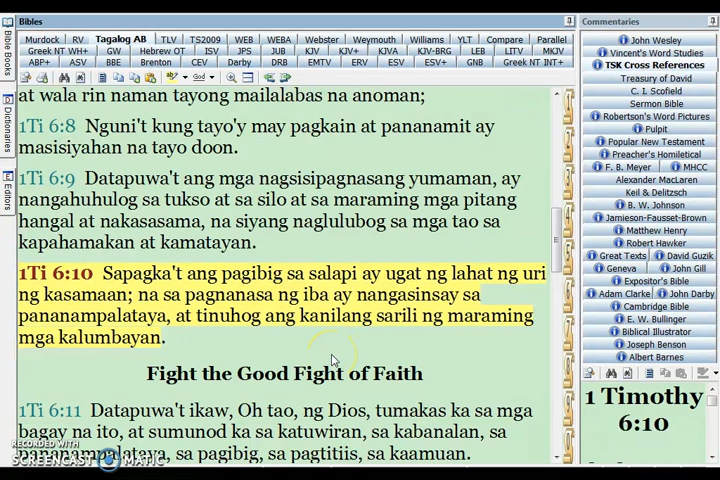 Bibles
Commentaries
Murdock RV Tagalog AB TLV TS2009 WEB WEBA Webster Weymouth Williams YLT Compare Parallel
Greek NT WH+ GW Hebrew OT ISV JPS JUB KJV KJV+ KJVA KJV-BRG LEB LITV MKJV
ABP+ ASV BBE Brenton CEV Darby DRB EMTV ERV ESV ESV+ GNB Greek NT INT+
Bible Books
Dictionaries
Editors
at wala rin naman tayong mailalabas na anoman;
1Ti 6:8 Nguni't kung tayo'y may pagkain at pananamit ay
masisiyahan na tayo doon.
1Ti 6:9 Datapuwa't ang mga nagsisipagnasang yumaman, ay
nangahuhulog sa tukso at sa silo at sa maraming mga pitang
hangal at nakasasama, na siyang naglulubog sa mga tao sa
kapahamakan at kamatayan.
1Ti 6:10 Sapagka't ang pagibig sa salapi ay ugat ng lahat ng uri
ng kasamaan; na sa pagnanasa ng iba ay nangasinsay sa
pananampalataya, at tinuhog ang kanilang sarili ng maraming
mga kalumbayan.
Fight the Good Fight of Faith
1Ti 6:11 Datapuwa't ikaw, Oh tao, ng Dios, tumakas ka sa mga
bagay na ito, at sumunod ka sa katuwiran, sa kabanalan, sa
pananampalataya, sa pagibig, sa pagtitiis, sa kaamuan.
RECORDED WITH
SCREENCAST MATIC
John Wesley
Vincent's Word Studies
TSK Cross References
Treasury of David
C. I. Scofield
Sermon Bible
Robertson's Word Pictures
Pulpit
Popular New Testament
Preacher's Homiletical
F. B. Meyer MHCC
Alexander MacLaren
Keil & Delitzsch
B. W. Johnson
Jamieson-Fausset-Brown
Matthew Henry
Robert Hawker
Great Texts David Guzik
Geneva John Gill
Expositor's Bible
Adam Clarke John Darby
Cambridge Bible
E. W. Bullinger
Biblical Illustrator
Joseph Benson
Albert Barnes
1 Timothy
6:10